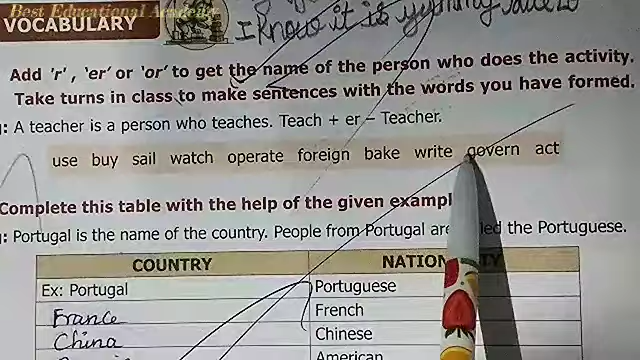 Best Educational Academy
I know it is yummy
VOCABULARY
Add 'r', 'er' or 'or' to get the name of the person who does the activity.
Take turns in class to make sentences with the words you have formed.
: A teacher is a person who teaches. Teach + er – Teacher.
use buy sail watch operate foreign bake write govern act
Complete this table with the help of the given exampl
: Portugal is the name of the country. People from Portugal are led the Portuguese.
COUNTRY NATION TY
Ex: Portugal Portuguese
France French
China Chinese
American